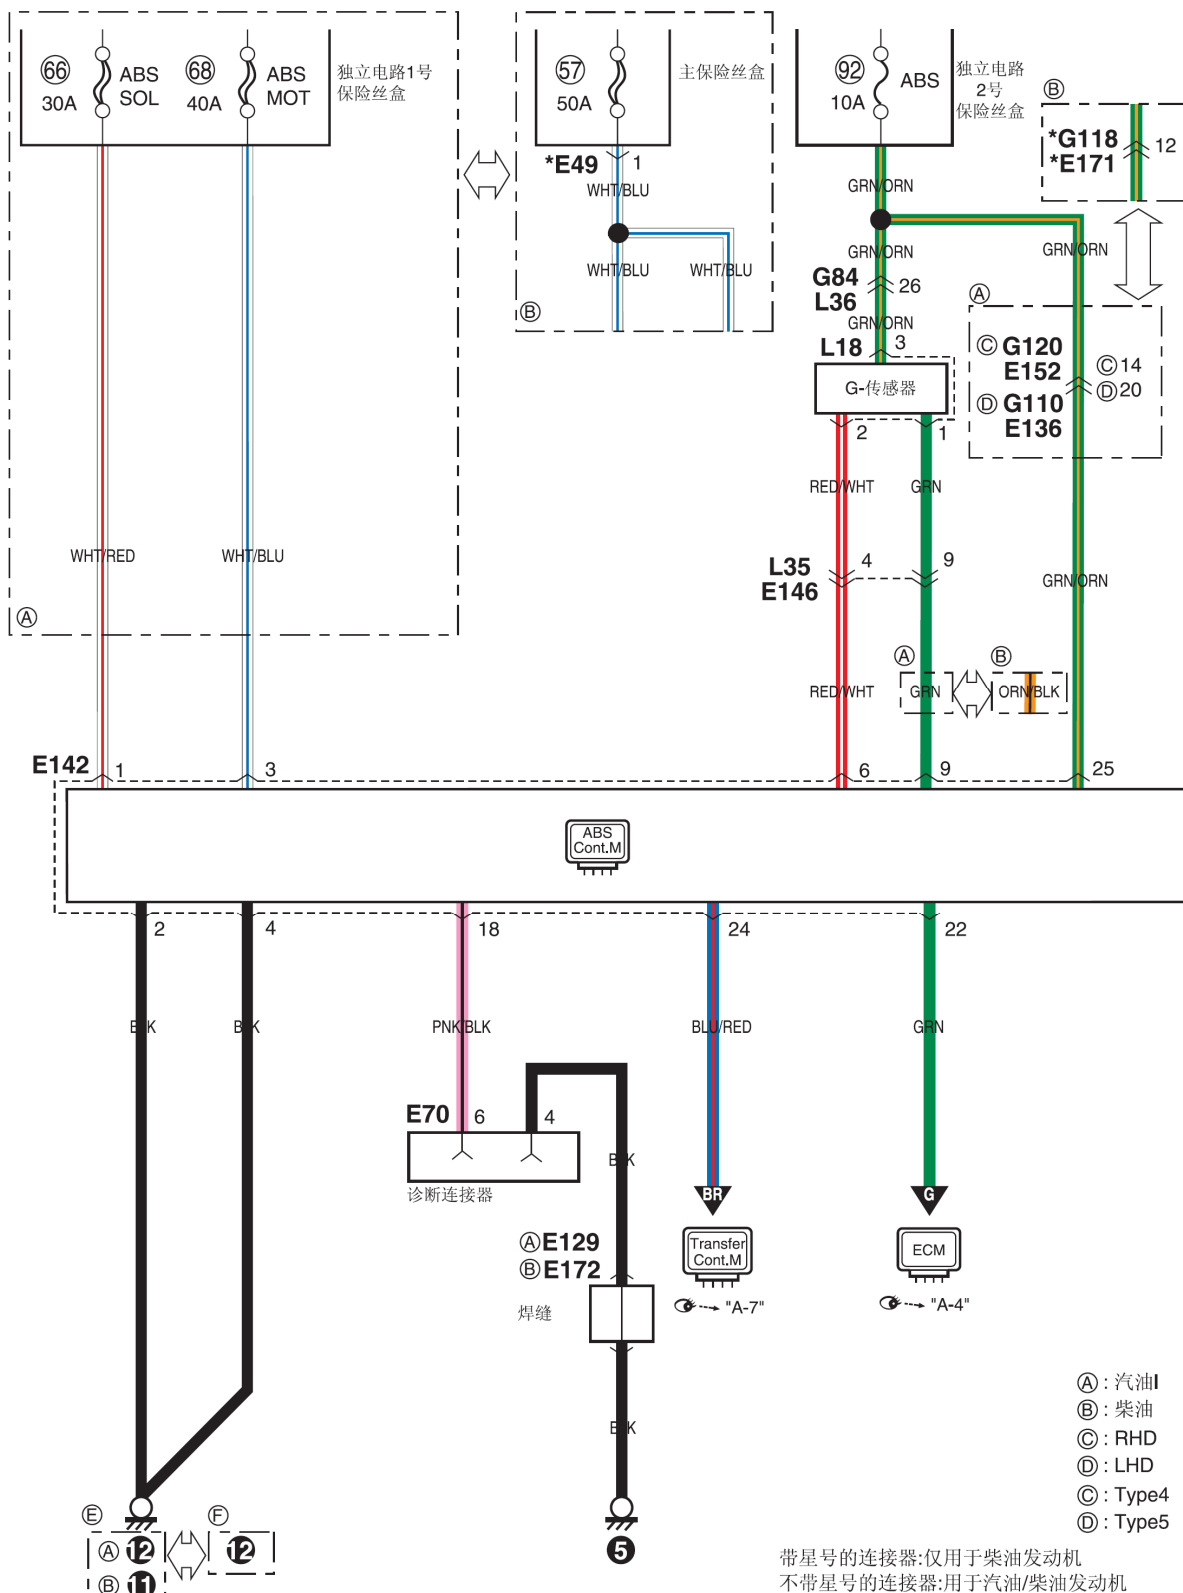 66
30A
ABS
SOL
68
40A
ABS
MOT
独立电路1号
保险丝盒
57
50A
主保险丝盒
92
10A
ABS
独立电路
2号
保险丝盒
B
*G118
*E171
12
*E49
1
WHT/BLU
GRN/ORN
WHT/BLU
WHT/BLU
GRN/ORN
GRN/ORN
G84
L36
26
B
GRN/ORN
A
L18
3
G-传感器
C G120
E152
C 14
D 20
D G110
E136
2
1
RED/WHT
GRN
WHT/RED
WHT/BLU
L35
E146
4
9
GRN/ORN
A
A
B
RED/WHT
GRN
ORN/BLK
E142
1
3
6
9
25
ABS
Cont.M
2
4
18
24
22
BLK
BLK
PNK/BLK
BLU/RED
GRN
E70
6
4
诊断连接器
BLK
BR
G
A E129
B E172
焊缝
Transfer
Cont.M
ECM
"A-7"
"A-4"
BLK
A : 汽油I
B : 柴油
C : RHD
D : LHD
C : Type4
D : Type5
E
F
A 12
12
B 11
5
带星号的连接器:仅用于柴油发动机
不带星号的连接器:用于汽油/柴油发动机